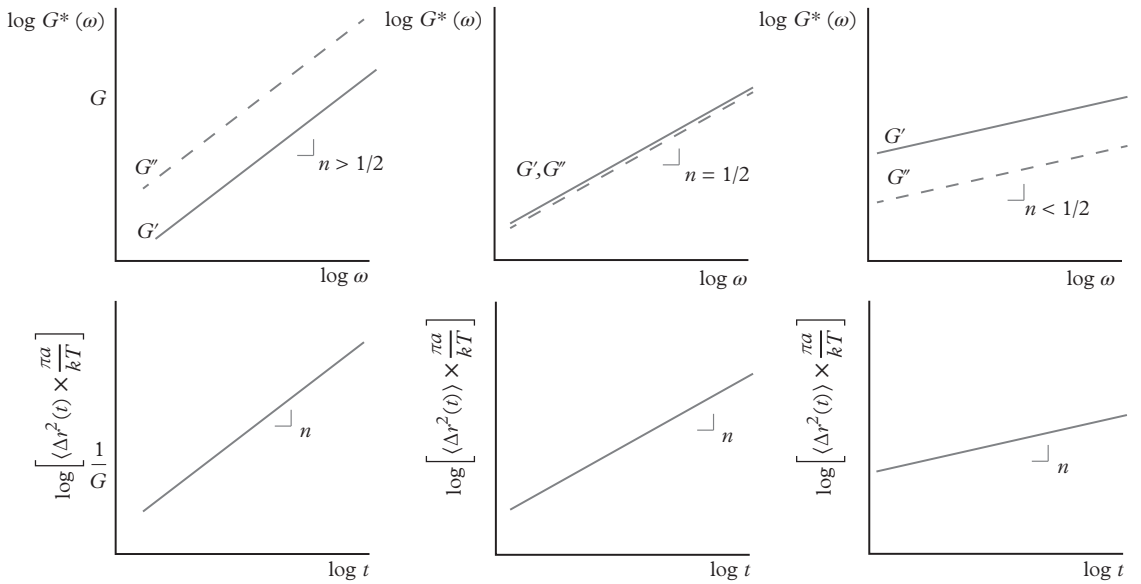 log G* (ω)
G
G″
G′
n > 1/2
log ω
log G* (ω)
G′,G″
n = 1/2
log ω
log G* (ω)
G′
G″
n < 1/2
log ω
log [⟨Δr²(t) × πa/kT]
1/G
n
log t
log [⟨Δr²(t)⟩ × πa/kT]
n
log t
log [⟨Δr²(t)⟩ × πa/kT]
n
log t